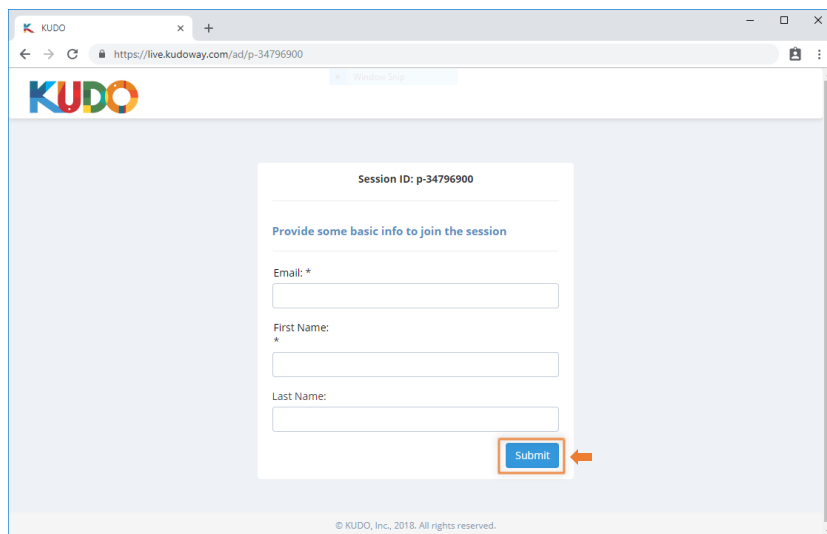 KUDO
https://live.kudoway.com/ad/p-34796900
Window Snip
KUDO
Session ID: p-34796900
Provide some basic info to join the session
Email: *
First Name:
*
Last Name:
Submit
© KUDO, Inc., 2018. All rights reserved.